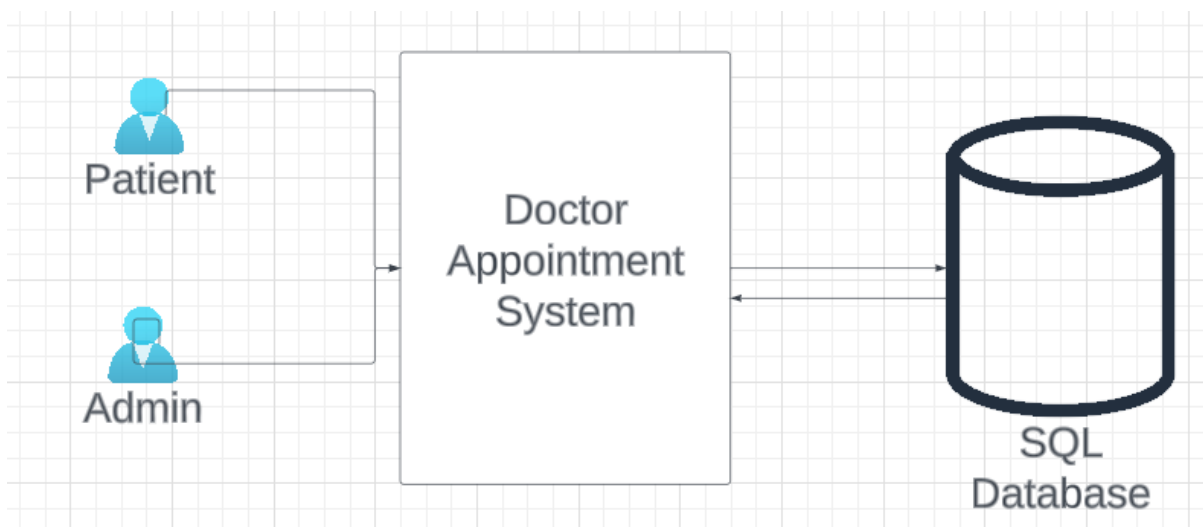 Patient
Admin
Doctor
Appointment
System
SQL
Database